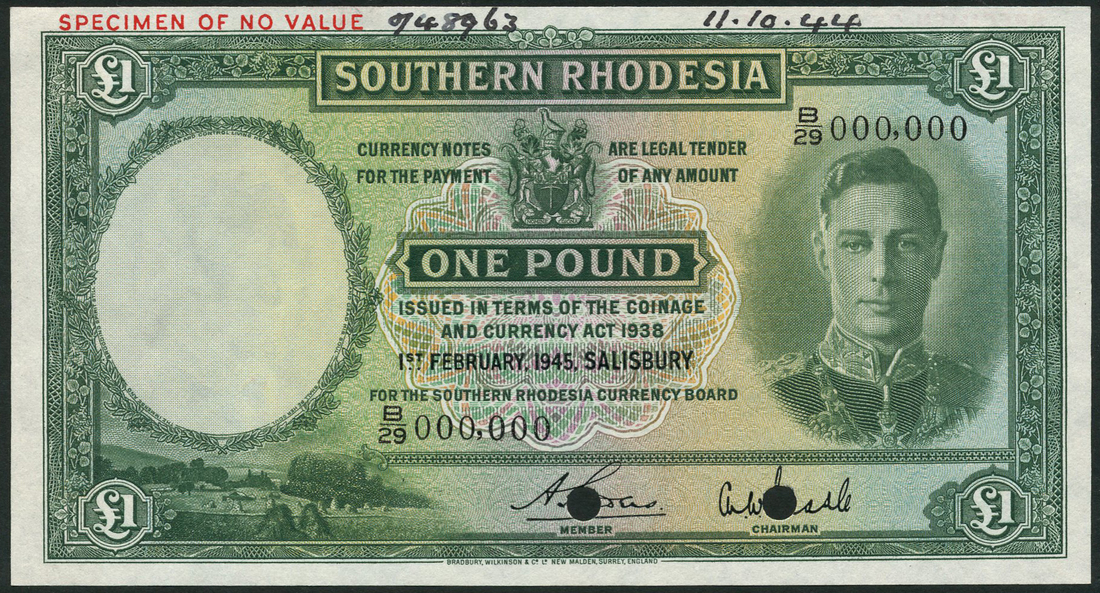 SPECIMEN OF NO VALUE 948963 11.10.44
£1 SOUTHERN RHODESIA £1
B/29 000,000
CURRENCY NOTES ARE LEGAL TENDER
FOR THE PAYMENT OF ANY AMOUNT
ONE POUND
ISSUED IN TERMS OF THE COINAGE
AND CURRENCY ACT 1938
1ST FEBRUARY, 1945, SALISBURY
FOR THE SOUTHERN RHODESIA CURRENCY BOARD
B/29 000,000
£1 MEMBER CHAIRMAN £1
BRADBURY, WILKINSON & Cº Lᵈ NEW MALDEN, SURREY, ENGLAND